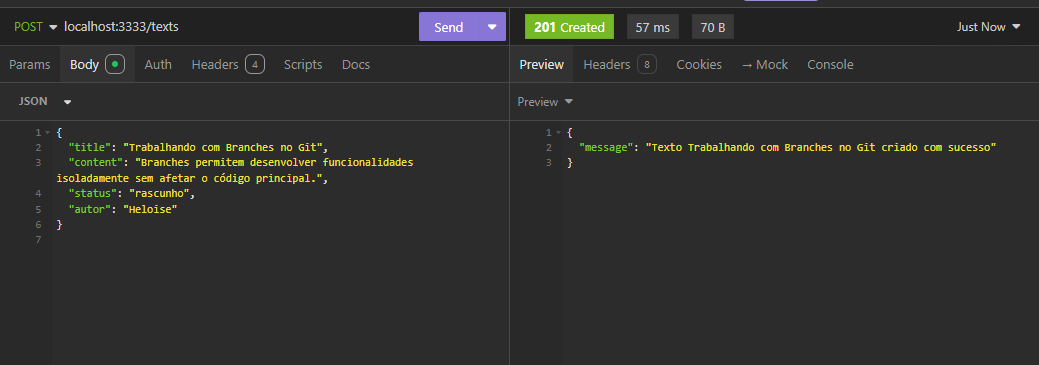 POST localhost:3333/texts Send 201 Created 57 ms 70 B Just Now
Params Body Auth Headers 4 Scripts Docs Preview Headers 8 Cookies → Mock Console
JSON Preview
1 { 
2 "title": "Trabalhando com Branches no Git",
3 "content": "Branches permitem desenvolver funcionalidades
isoladamente sem afetar o código principal.",
4 "status": "rascunho",
5 "autor": "Heloise"
6 }
7
1 {
2 "message": "Texto Trabalhando com Branches no Git criado com sucesso"
3 }